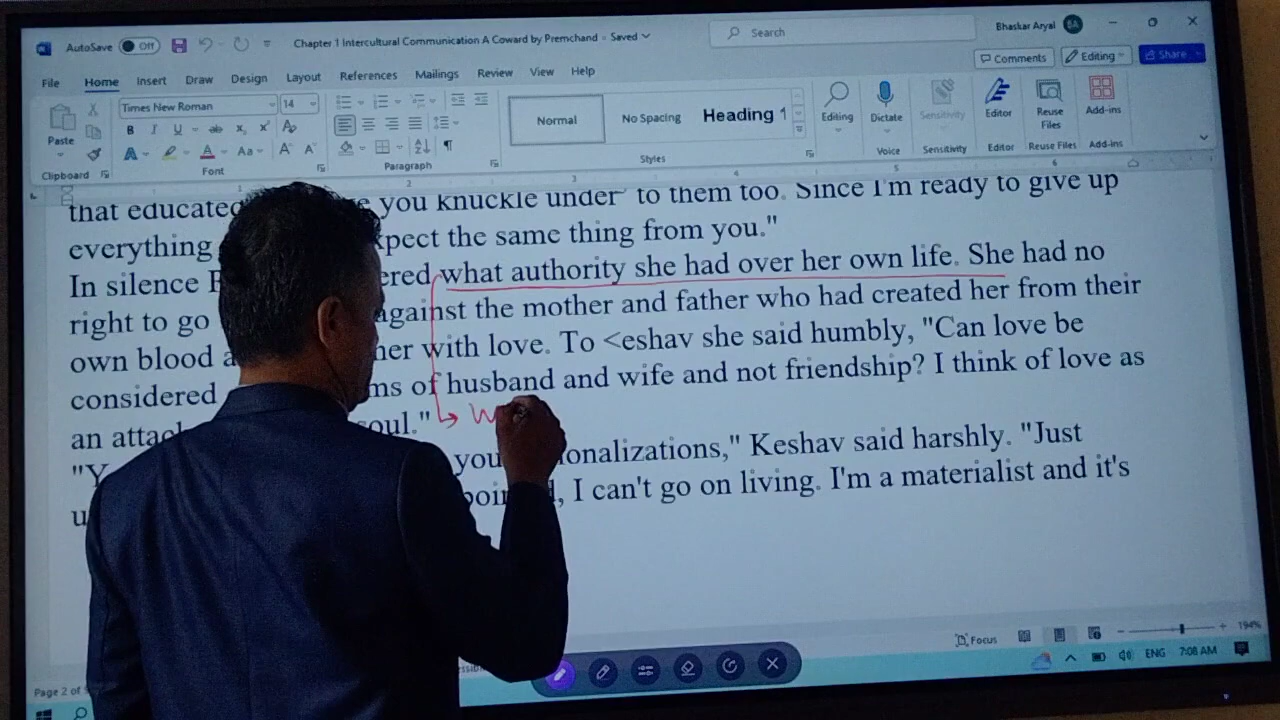 AutoSave Off Chapter 1 Intercultural Communication A Coward by Premchand - Saved Search Bhaskar Aryal BA
File Home Insert Draw Design Layout References Mailings Review View Help Comments Editing Share
Times New Roman 14
Paste
Clipboard Font Paragraph
Normal No Spacing Heading 1
Styles
Editing Dictate Sensitivity Editor Reuse Files Add-ins
Voice Sensitivity Editor Reuse Files Add-ins
that educated you knuckle under to them too. Since I'm ready to give up
everything xpect the same thing from you."
In silence ered what authority she had over her own life. She had no
right to go against the mother and father who had created her from their
own blood her with love. To <eshav she said humbly, "Can love be
considered ms of husband and wife and not friendship? I think of love as
an attac soul." W
"Y you ionalizations," Keshav said harshly. "Just
u , I can't go on living. I'm a materialist and it's
Focus 194%
Page 2 of
ENG 7:08 AM